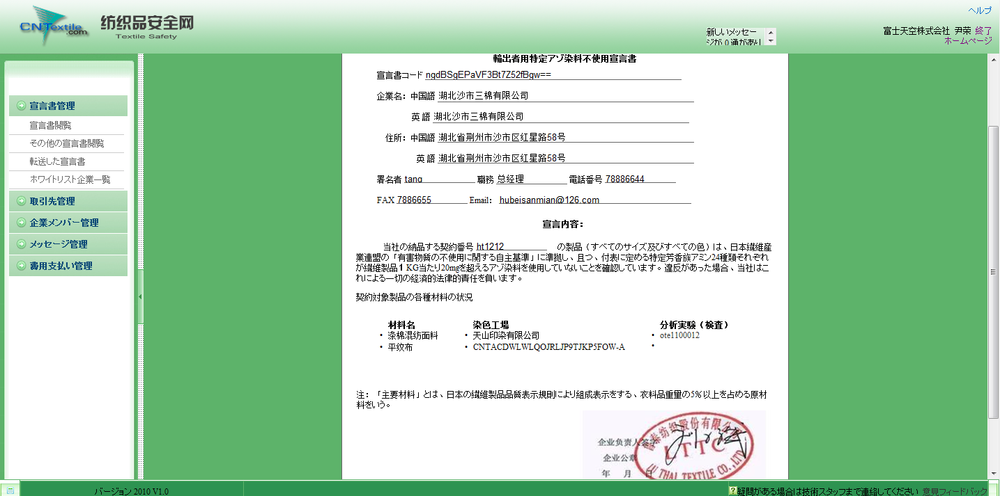 ヘルプ
CNTextile.com
纺织品安全网
Textile Safety
新しいメッセー
ジが 0 通があり
富士天空株式会社 尹荣 終了
ホームページ
宣言書管理
宣言書閲覧
その他の宣言書閲覧
転送した宣言書
ホワイトリスト企業一覧
取引先管理
企業メンバー管理
メッセージ管理
費用支払い管理
輸出者用特定アゾ染料不使用宣言書
宣言書コード ngdBSgEPaVF3Bt7Z52fBgw==
企業名：中国語 湖北沙市三棉有限公司
英 語 湖北沙市三棉有限公司
住所：中国語 湖北省荆州市沙市区红星路58号
英 語 湖北省荆州市沙市区红星路58号
署名者 tang 職務 总经理 電話番号 78886644
FAX 7886655 Email： hubeisanmian@126.com
宣言内容：
当社の納品する契約番号 ht1212 の製品（すべてのサイズ及びすべての色）は、日本繊維産
業連盟の「有害物質の不使用に関する自主基準」に準拠し、且つ、付表に定める特定芳香族アミン24種類それぞれ
が繊維製品１ KG当たり20mgを超えるアゾ染料を使用していないことを確認しています。違反があった場合、当社はこ
れによる一切の経済的法律的責任を負います。
契約対象製品の各種材料の状況
材料名 染色工場 分析実験（検査）
• 涤棉混纺面料 • 天山印染有限公司 • ote1100012
• 平纹布 • CNTACDWLWLQOJRLJP9TJKP5FOW-A •
注：「主要材料」とは、日本の繊維製品品質表示規則により組成表示をする、衣料品重量の5％以上を占める原材
料をいう。
泰纺织股份有限公司
企业负责人签字
LTTC
企业公章
年 月 日
LU THAI TEXTILE CO., LTD
バージョン 2010 V1.0
疑問がある場合は技術スタッフまで連絡してください 意見フィードバック